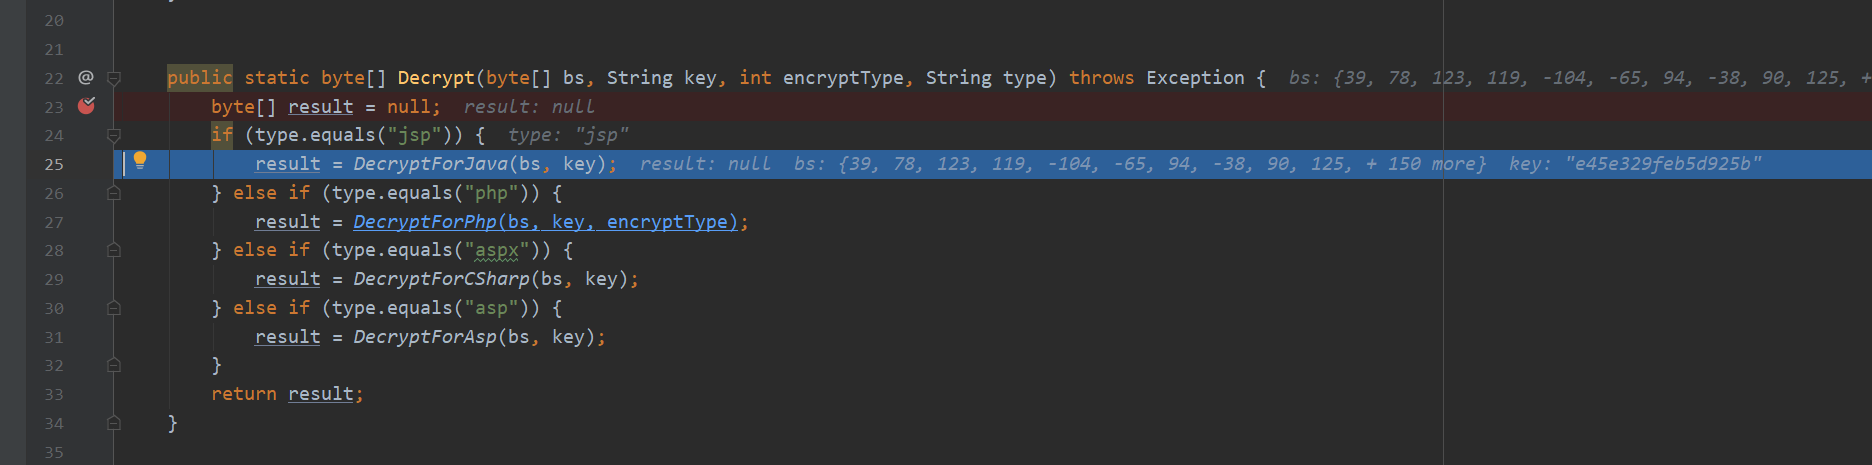 20
21
22 @ public static byte[] Decrypt(byte[] bs, String key, int encryptType, String type) throws Exception { bs: {39, 78, 123, 119, -104, -65, 94, -38, 90, 125, +
23 byte[] result = null; result: null
24 if (type.equals("jsp")) { type: "jsp"
25 result = DecryptForJava(bs, key); result: null bs: {39, 78, 123, 119, -104, -65, 94, -38, 90, 125, + 150 more} key: "e45e329feb5d925b"
26 } else if (type.equals("php")) {
27 result = DecryptForPhp(bs, key, encryptType);
28 } else if (type.equals("aspx")) {
29 result = DecryptForCSharp(bs, key);
30 } else if (type.equals("asp")) {
31 result = DecryptForAsp(bs, key);
32 }
33 return result;
34 }
35